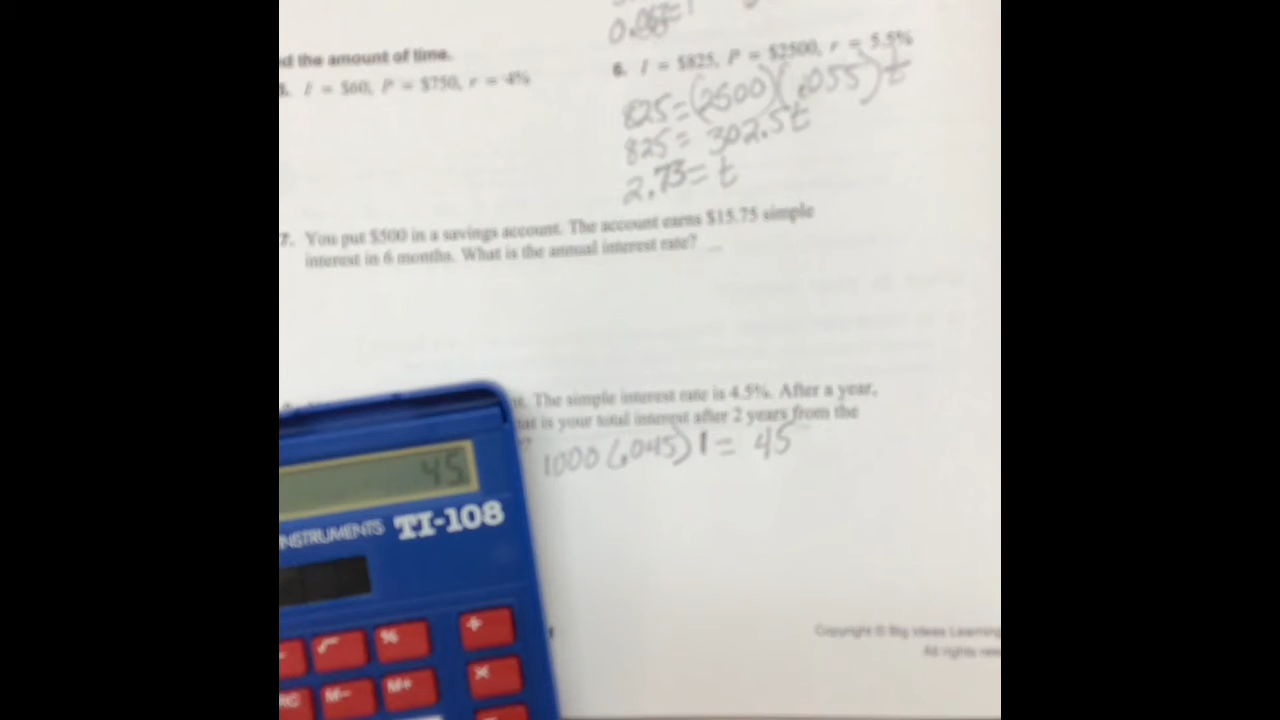 d the amount of time.
I = $60, P = $750, r = 4%
6. I = $825, P = $2500, r = 5.5%
825=(2500)(.055)t
825= 302.5t
2.73= t
7. You put $500 in a savings account. The account earns $15.75 simple
interest in 6 months. What is the annual interest rate?
The simple interest rate is 4.5%. After a year,
at is your total interest after 2 years from the
1000(.045)1= 45
45.
INSTRUMENTS TI-108
√ % ÷
M- M+ ×
Copyright © Big Ideas Learning
All rights